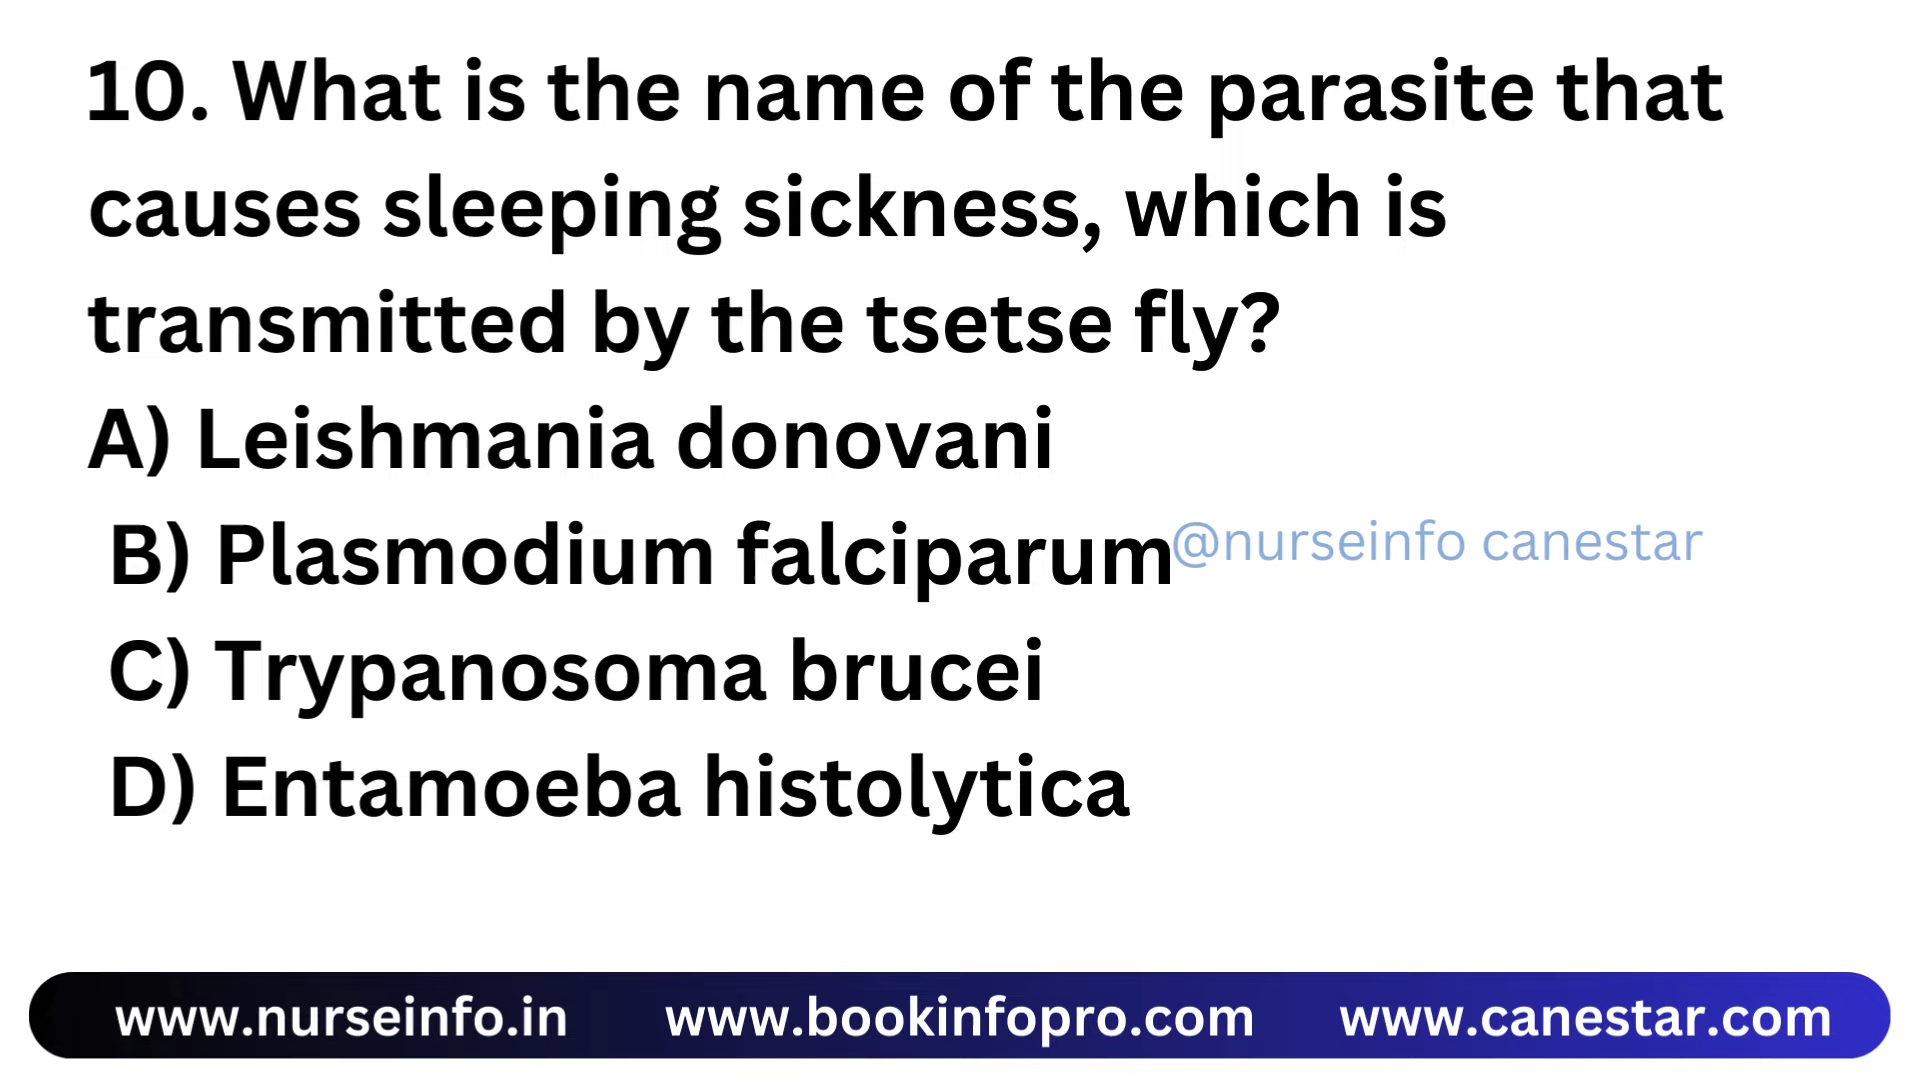 10. What is the name of the parasite that
causes sleeping sickness, which is
transmitted by the tsetse fly?
A) Leishmania donovani
B) Plasmodium falciparum
@nurseinfo canestar
C) Trypanosoma brucei
D) Entamoeba histolytica
www.nurseinfo.in www.bookinfopro.com www.canestar.com